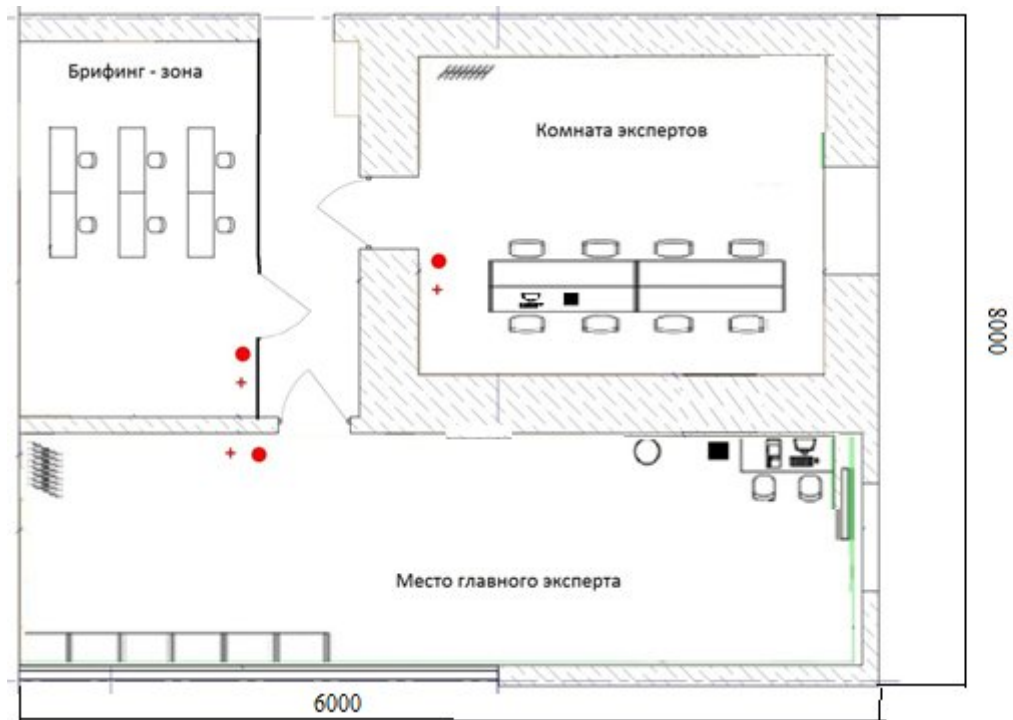 Брифинг - зона
Комната экспертов
8000
Место главного эксперта
6000